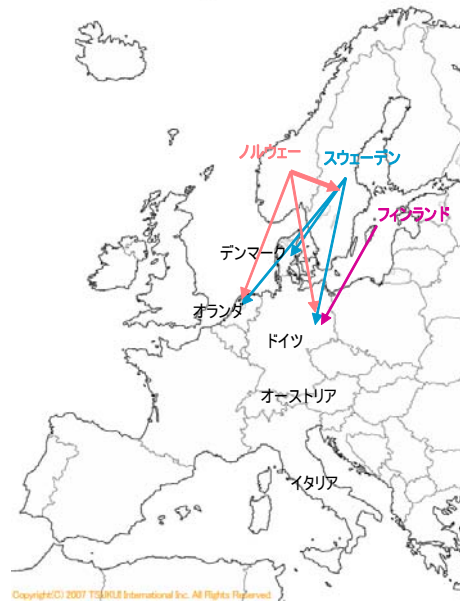 ノルウェー
スウェーデン
フィンランド
デンマーク
オランダ
ドイツ
オーストリア
イタリア
Copyright(C) 2007 TSUKUI International Inc. All Rights Reserved